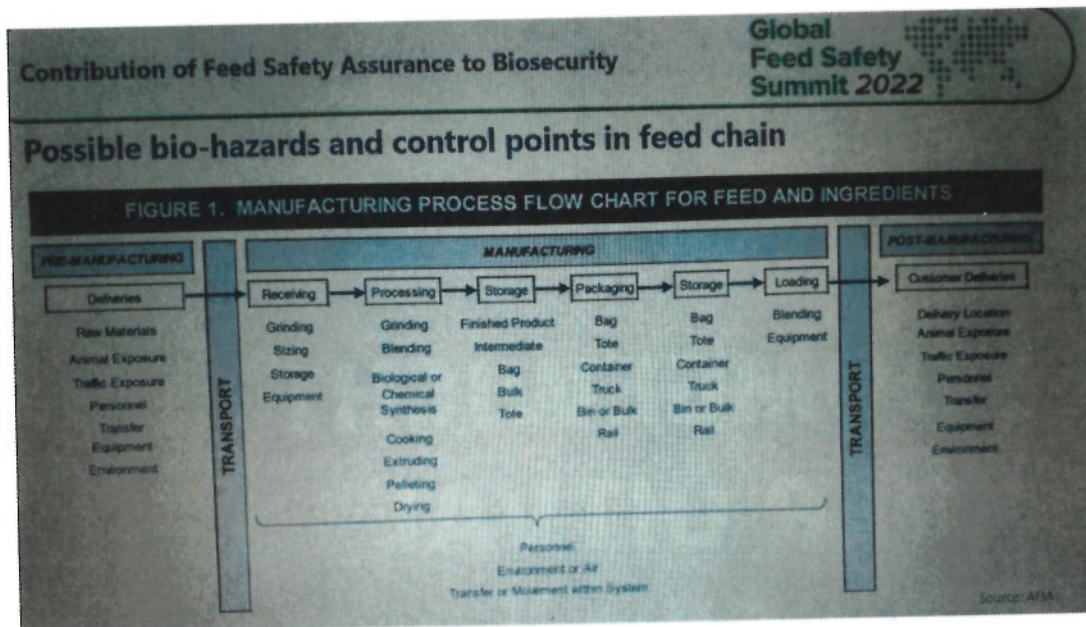 Contribution of Feed Safety Assurance to Biosecurity
Global
Feed Safety
Summit 2022
Possible bio-hazards and control points in feed chain
FIGURE 1. MANUFACTURING PROCESS FLOW CHART FOR FEED AND INGREDIENTS
PRE-MANUFACTURING
Deliveries
Raw Materials
Animal Exposure
Traffic Exposure
Personnel
Transfer
Equipment
Environment
TRANSPORT
MANUFACTURING
Receiving
Grinding
Sizing
Storage
Equipment
Processing
Grinding
Blending
Biological or
Chemical
Synthesis
Cooking
Extruding
Pelleting
Drying
Storage
Finished Product
Intermediate
Bag
Bulk
Tote
Packaging
Bag
Tote
Container
Truck
Bin or Bulk
Rail
Storage
Bag
Tote
Container
Truck
Bin or Bulk
Rail
Loading
Blending
Equipment
Personnel
Environment or Air
Transfer or Movement within System
TRANSPORT
POST-MANUFACTURING
Customer Deliveries
Delivery Location
Animal Exposure
Traffic Exposure
Personnel
Transfer
Equipment
Environment
Source: AFIA